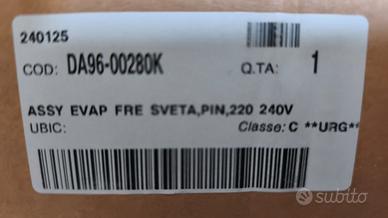 240125
COD: DA96-00280K Q.TA: 1
ASSY EVAP FRE SVETA,PIN,220 240V
UBIC: Classe: C **URG**
subito